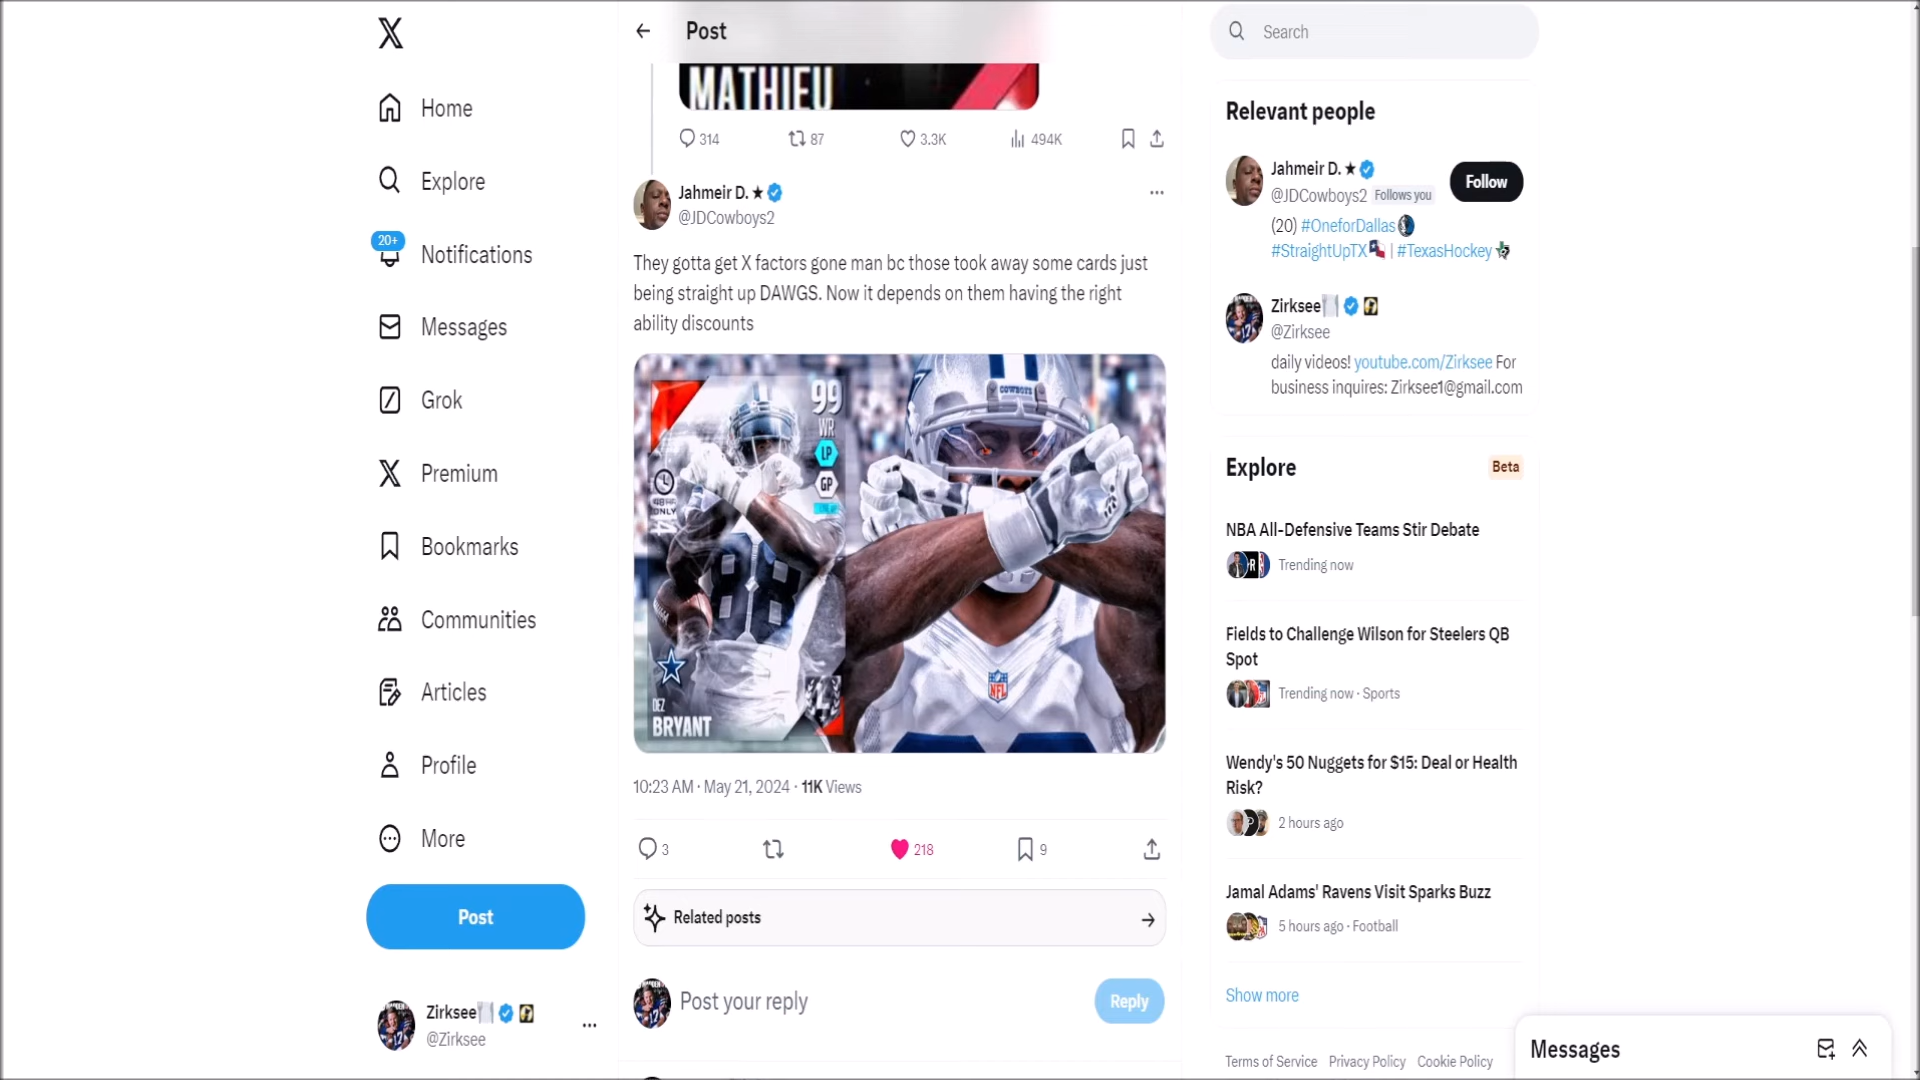 Post
Search
MATHIEU
314
87
3.3K
494K
Home
Explore
20+
Notifications
Messages
Grok
Premium
Bookmarks
Communities
Articles
Profile
More
Post
Zirksee
@Zirksee
Jahmeir D. ★
@JDCowboys2
They gotta get X factors gone man bc those took away some cards just
being straight up DAWGS. Now it depends on them having the right
ability discounts
99
WR
LP
GP
ONLY
COWBOYS
88
NFL
DEZ
BRYANT
10:23 AM · May 21, 2024 · 11K Views
3
218
9
Related posts
Post your reply
Reply
Relevant people
Jahmeir D. ★
@JDCowboys2 Follows you
Follow
(20) #OneforDallas
#StraightUpTX | #TexasHockey
Zirksee
@Zirksee
daily videos! youtube.com/Zirksee For
business inquires: Zirksee1@gmail.com
Explore
Beta
NBA All-Defensive Teams Stir Debate
Trending now
Fields to Challenge Wilson for Steelers QB
Spot
Trending now · Sports
Wendy's 50 Nuggets for $15: Deal or Health
Risk?
2 hours ago
Jamal Adams' Ravens Visit Sparks Buzz
5 hours ago · Football
Show more
Terms of Service Privacy Policy Cookie Policy
Messages